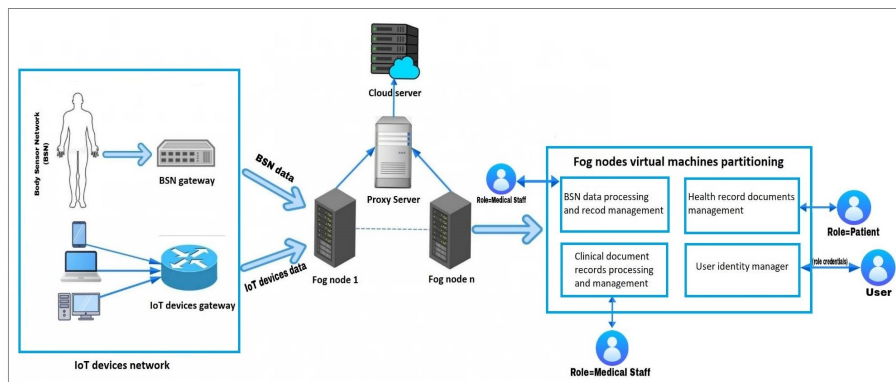 Cloud server
Body Sensor Network
(BSN)
BSN gateway
BSN data
Proxy Server
Fog nodes virtual machines partitioning
Role=Medical Staff
BSN data processing
and recod management
Health record documents
management
Role=Patient
IoT devices gateway
IoT devices data
Fog node 1
Fog node n
Clinical document
records processing
and management
User identity manager
(role credentials)
User
IoT devices network
Role=Medical Staff